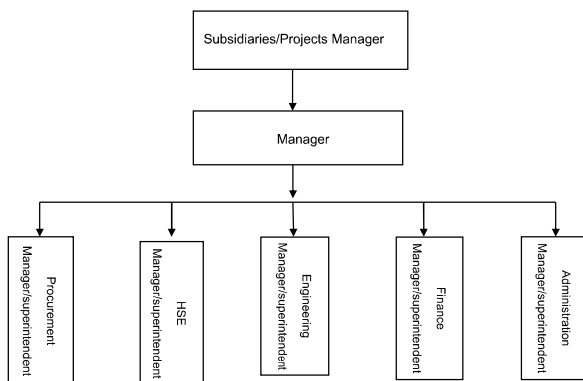 Subsidiaries/Projects Manager
Manager
Procurement
Manager/superintendent
HSE
Manager/superintendent
Engineering
Manager/superintendent
Finance
Manager/superintendent
Administration
Manager/superintendent